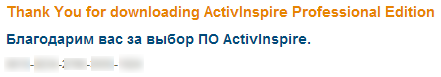 Thank You for downloading ActivInspire Professional Edition
Благодарим вас за выбор ПО ActivInspire.